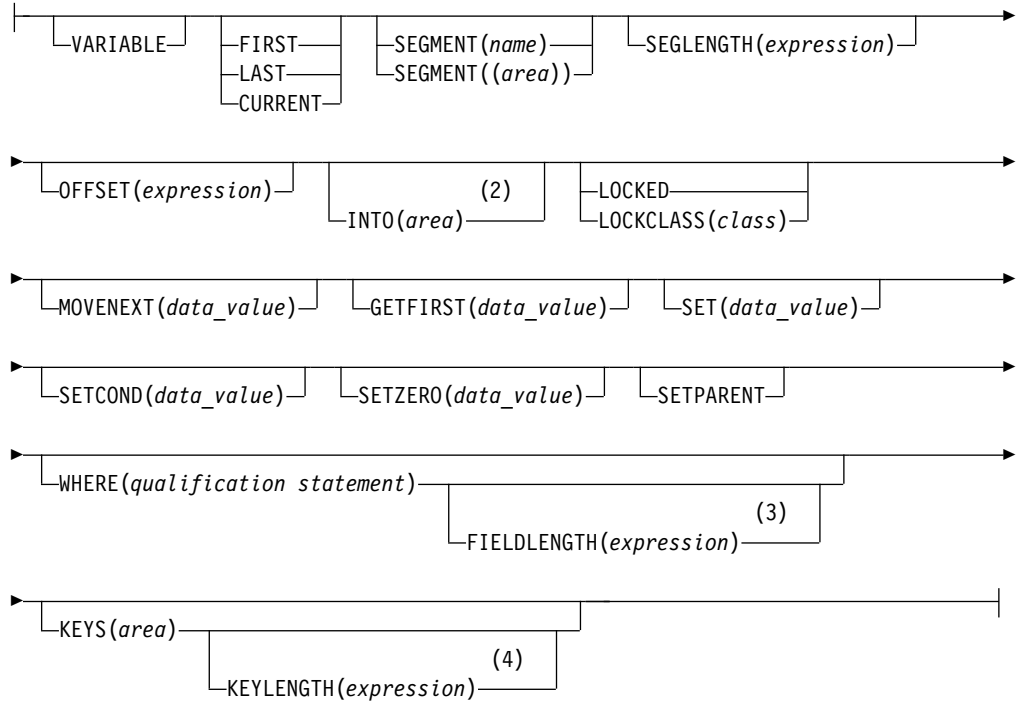 VARIABLE FIRST SEGMENT(name) SEGLENGTH(expression)
LAST SEGMENT((area))
CURRENT
OFFSET(expression) (2) LOCKED
INTO(area) LOCKCLASS(class)
MOVENEXT(data_value) GETFIRST(data_value) SET(data_value)
SETCOND(data_value) SETZERO(data_value) SETPARENT
WHERE(qualification statement)
(3)
FIELDLENGTH(expression)
KEYS(area)
(4)
KEYLENGTH(expression)